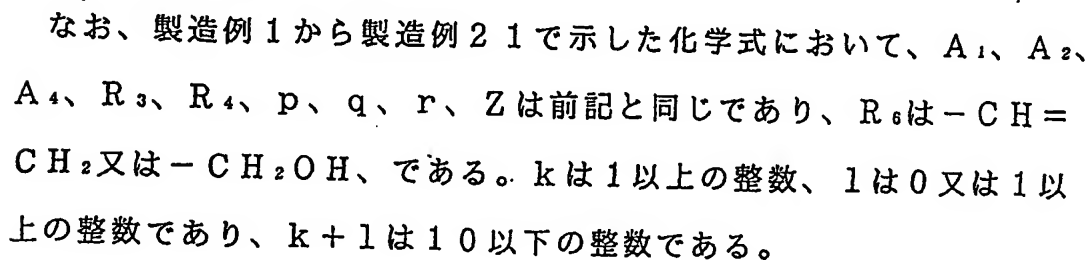 なお、製造例1から製造例21で示した化学式において、A₁、A₂、
A₄、R₃、R₄、p、q、r、Zは前記と同じであり、R₆は－CH＝
CH₂又は－CH₂OH、である。kは1以上の整数、lは0又は1以
上の整数であり、k＋lは10以下の整数である。